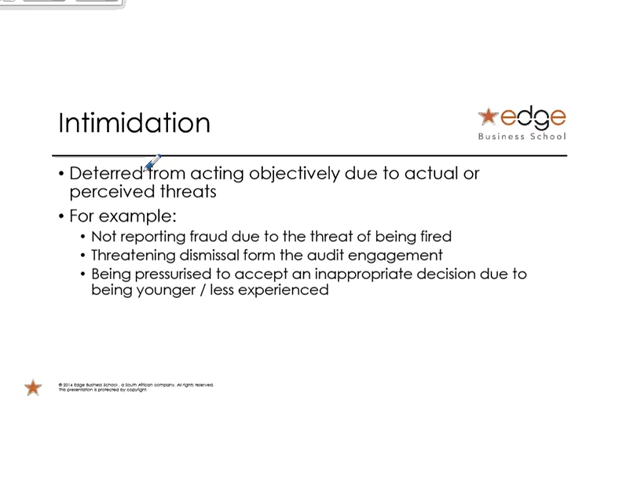 Intimidation
edge
Business School
• Deterred from acting objectively due to actual or
perceived threats
• For example:
• Not reporting fraud due to the threat of being fired
• Threatening dismissal form the audit engagement
• Being pressurised to accept an inappropriate decision due to
being younger / less experienced
© 2016 Edge Business School, a South African company. All rights reserved.
This presentation is protected by copyright.